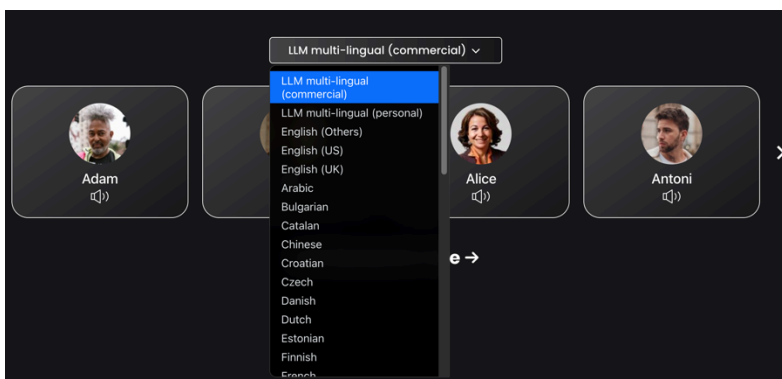 LLM multi-lingual (commercial)
LLM multi-lingual
(commercial)
LLM multi-lingual (personal)
English (Others)
English (US)
English (UK)
Arabic
Bulgarian
Catalan
Chinese
Croatian
Czech
Danish
Dutch
Estonian
Finnish
French
Adam
Alice
Antoni
e →